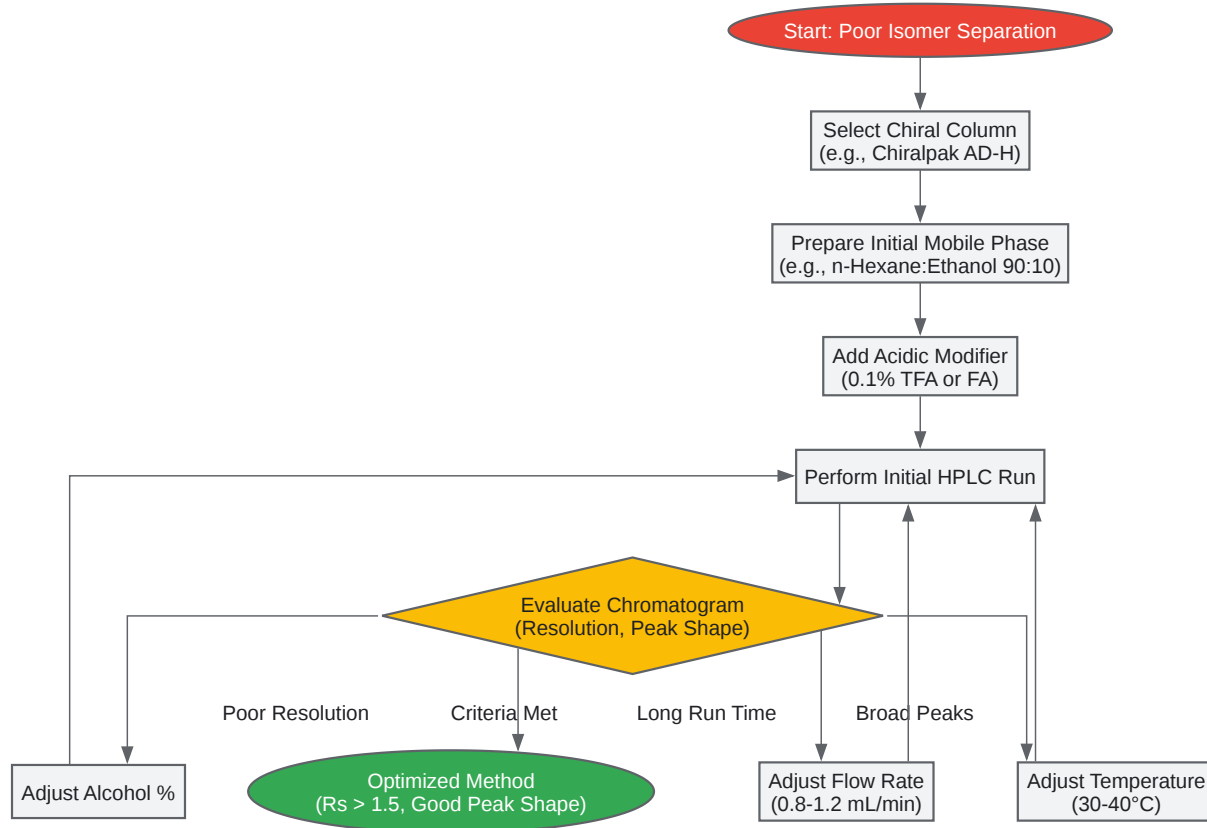 Start: Poor Isomer Separation
Select Chiral Column
(e.g., Chiralpak AD-H)
Prepare Initial Mobile Phase
(e.g., n-Hexane:Ethanol 90:10)
Add Acidic Modifier
(0.1% TFA or FA)
Perform Initial HPLC Run
Evaluate Chromatogram
(Resolution, Peak Shape)
Poor Resolution
Criteria Met
Long Run Time
Broad Peaks
Adjust Alcohol %
Optimized Method
(Rs > 1.5, Good Peak Shape)
Adjust Flow Rate
(0.8-1.2 mL/min)
Adjust Temperature
(30-40°C)